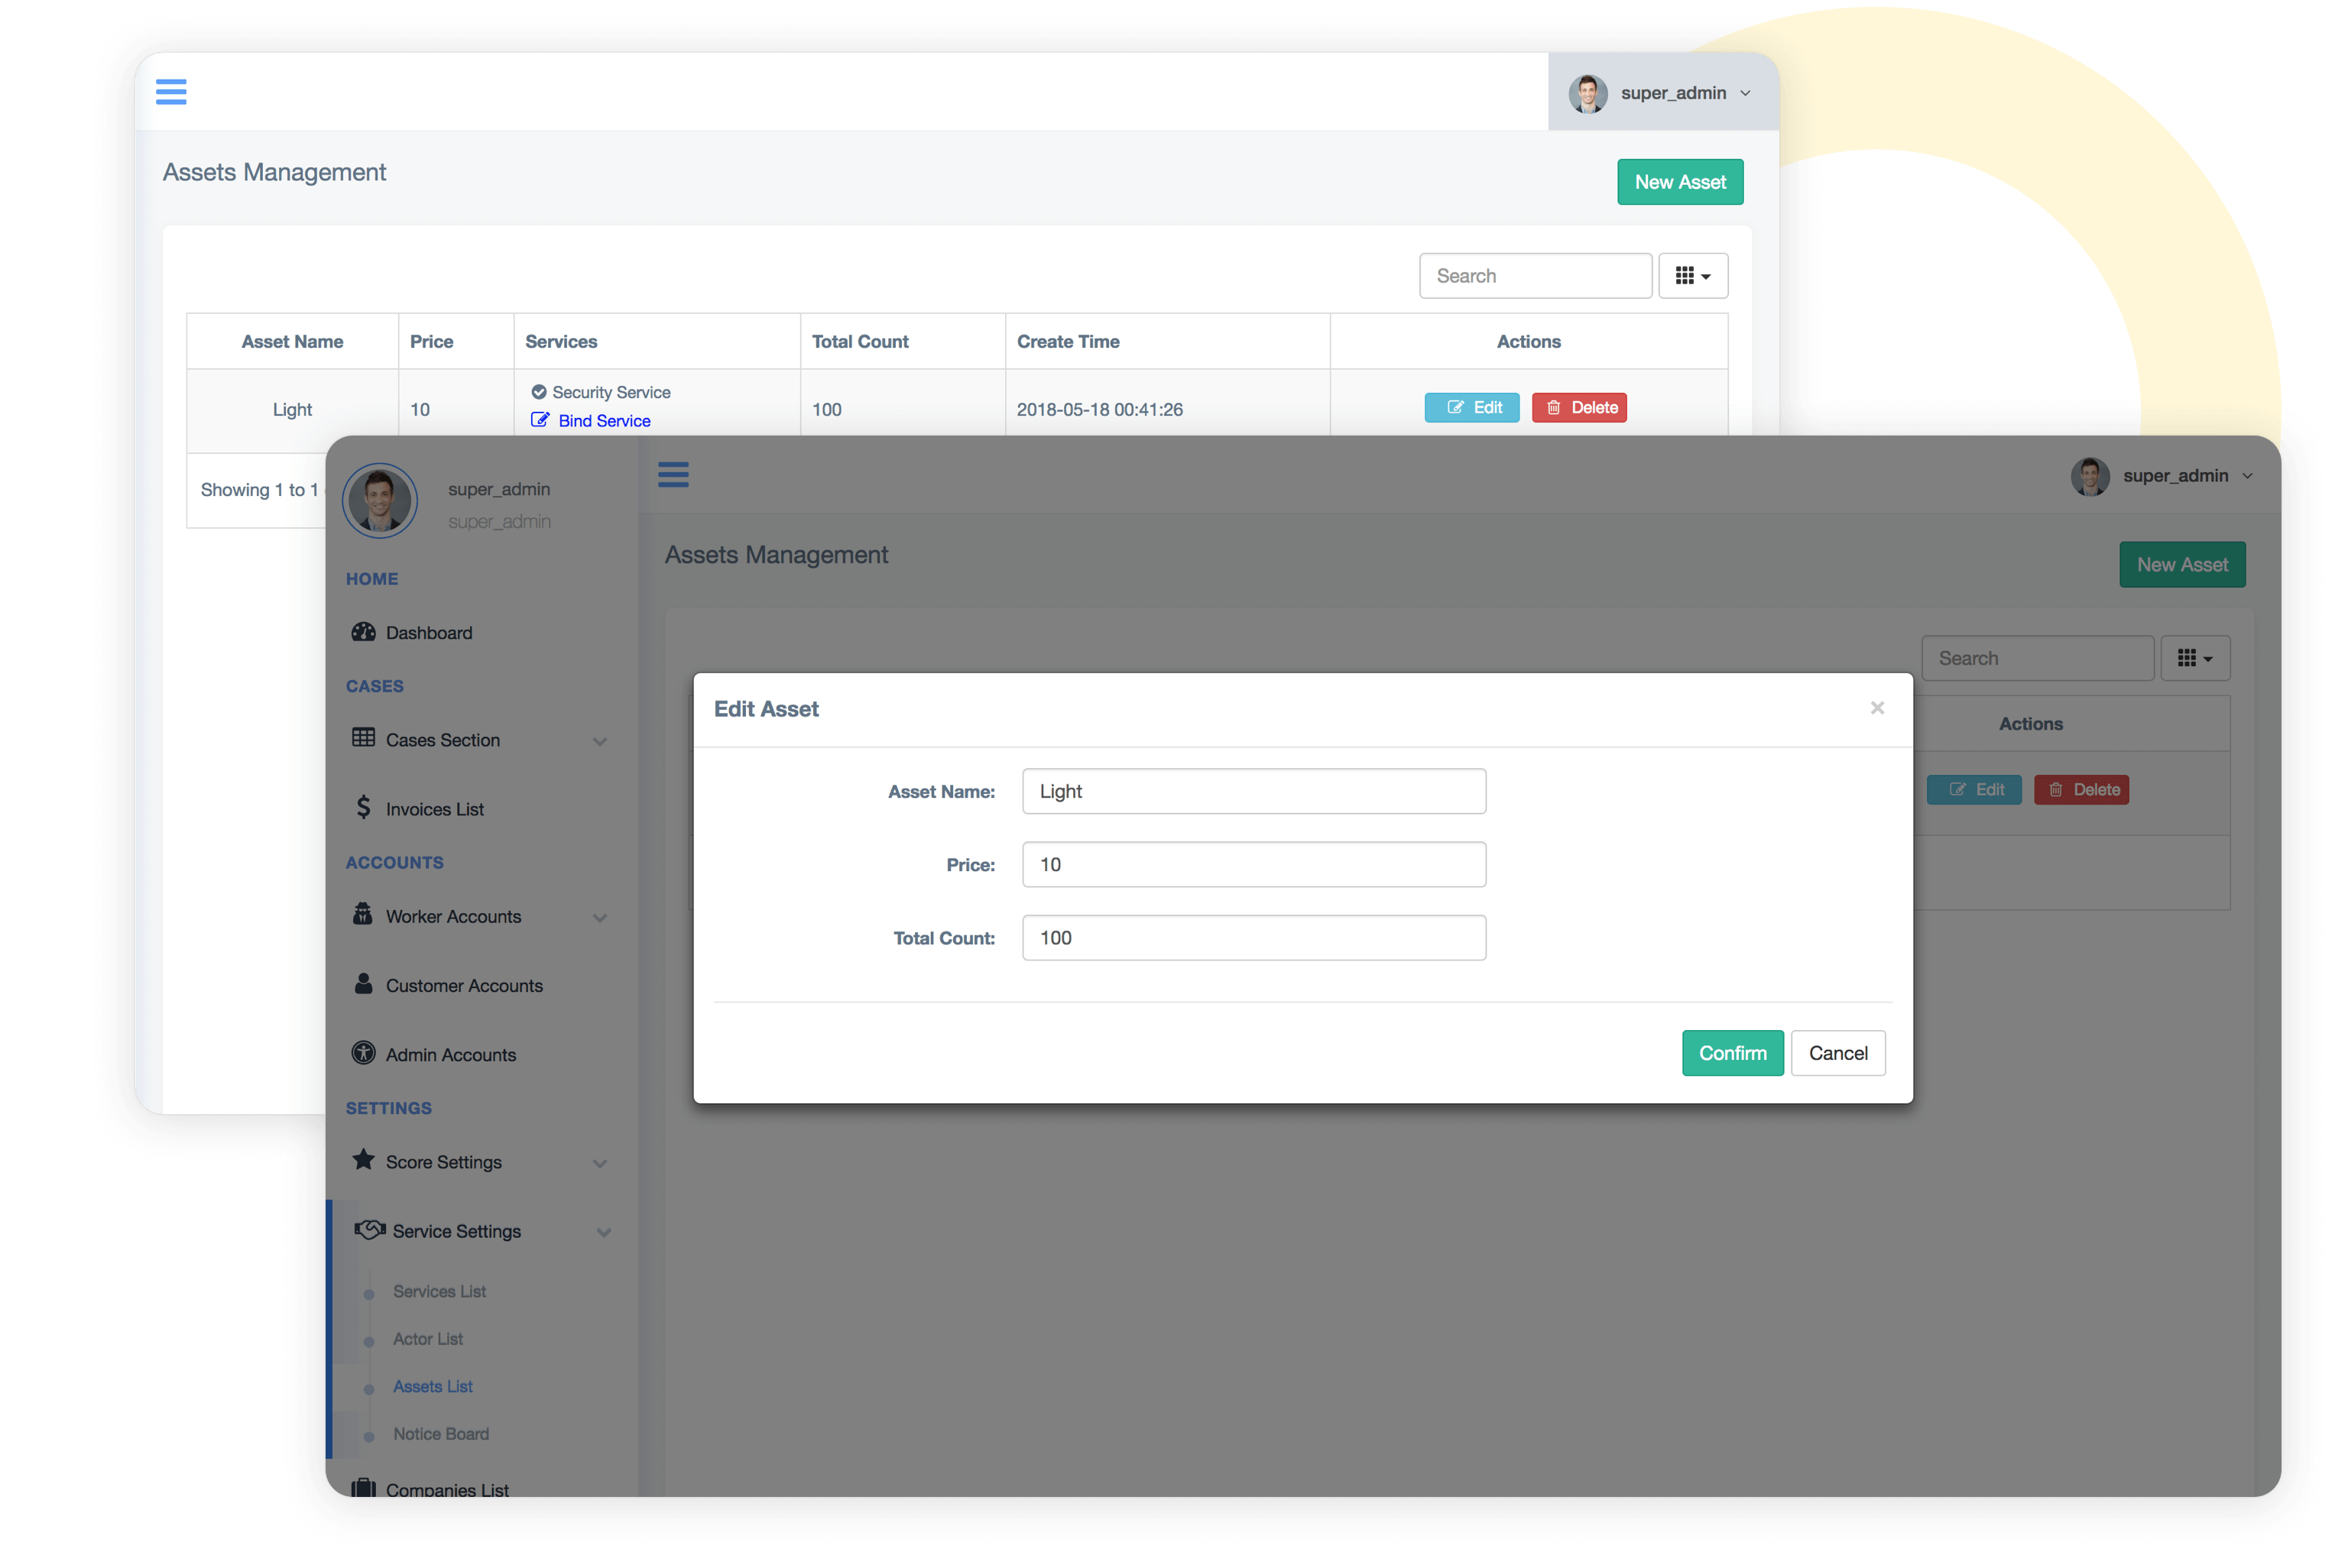 super_admin
Assets Management
New Asset
Search
Asset Name Price Services Total Count Create Time Actions
Light 10 Security Service 100 2018-05-18 00:41:26 Edit Delete
Bind Service
Showing 1 to 1
super_admin
super_admin
HOME
Dashboard
CASES
Cases Section
Invoices List
ACCOUNTS
Worker Accounts
Customer Accounts
Admin Accounts
SETTINGS
Score Settings
Service Settings
Services List
Actor List
Assets List
Notice Board
Companies List
super_admin
Assets Management
New Asset
Search
Actions
Edit Delete
Edit Asset
×
Asset Name: Light
Price: 10
Total Count: 100
Confirm Cancel